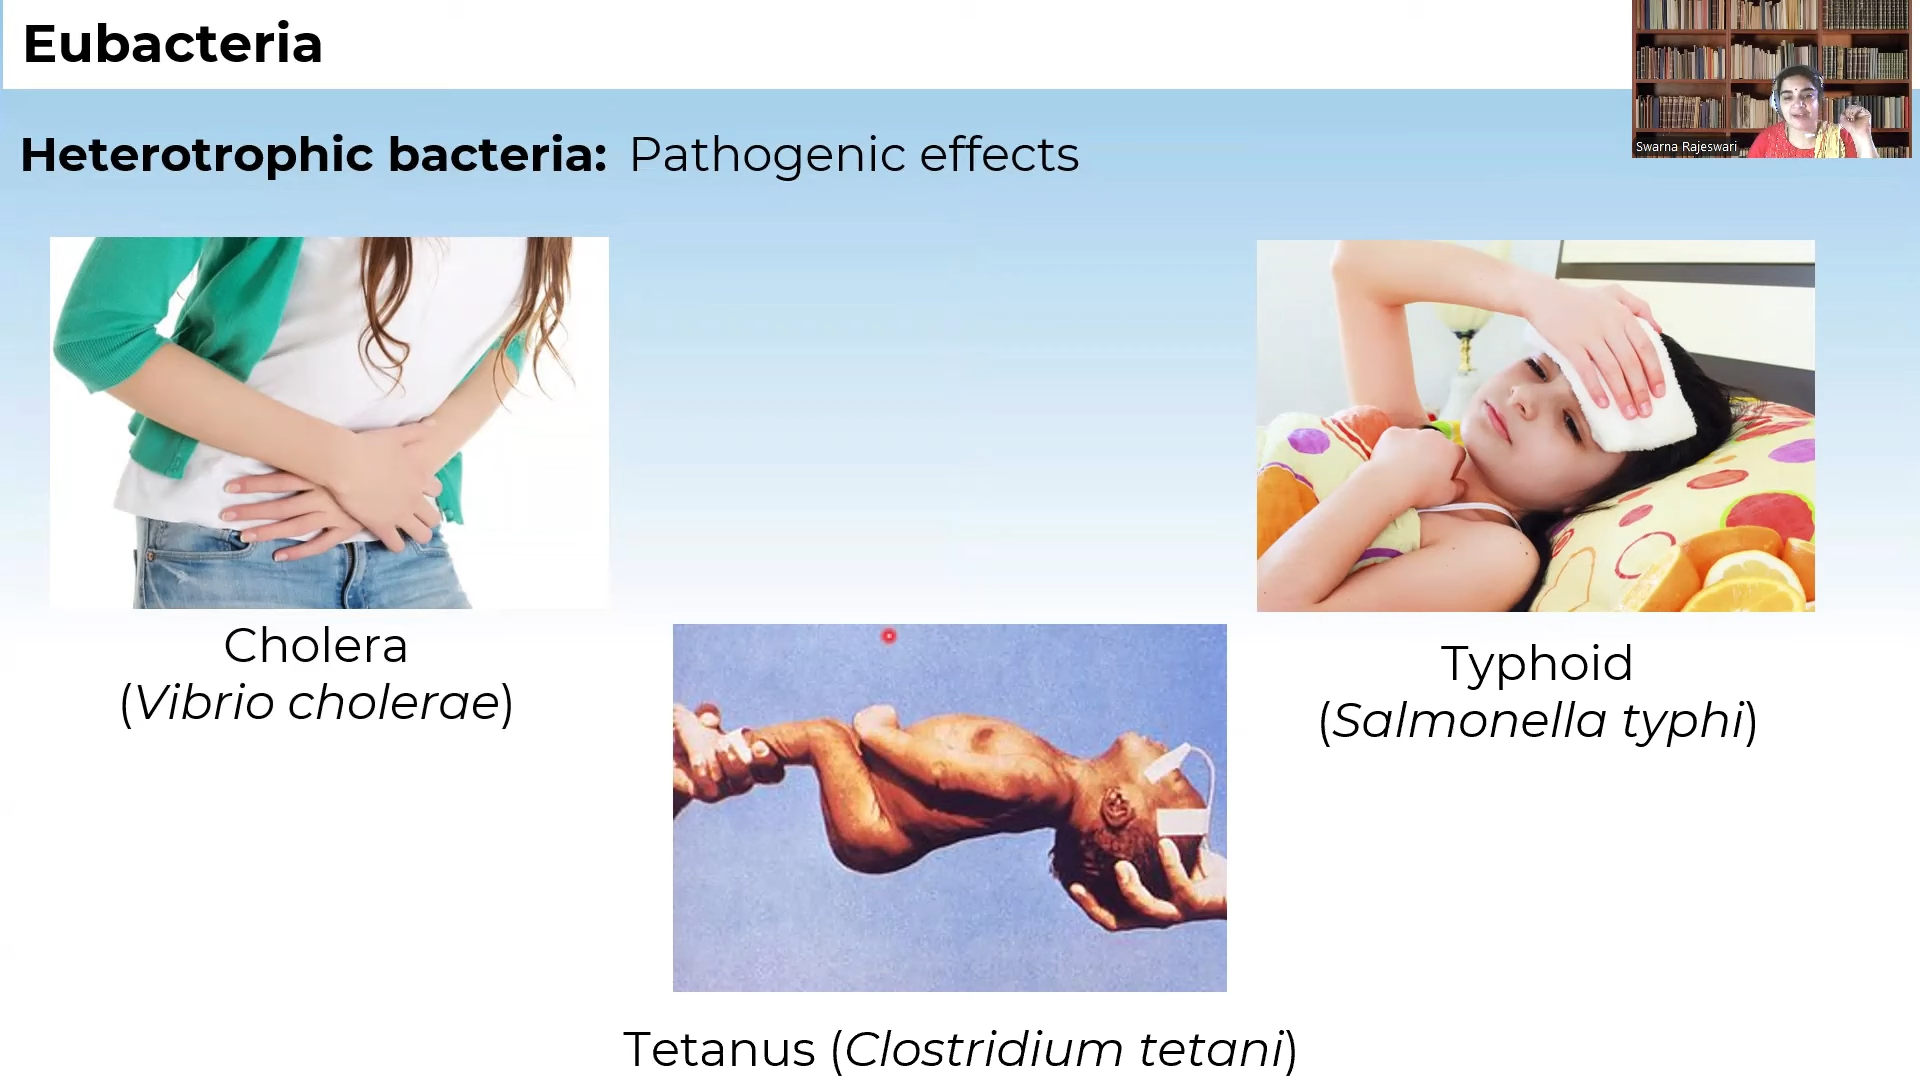 Eubacteria
Swarna Rajeswari
Heterotrophic bacteria: Pathogenic effects
Cholera
(Vibrio cholerae)
Typhoid
(Salmonella typhi)
Tetanus (Clostridium tetani)